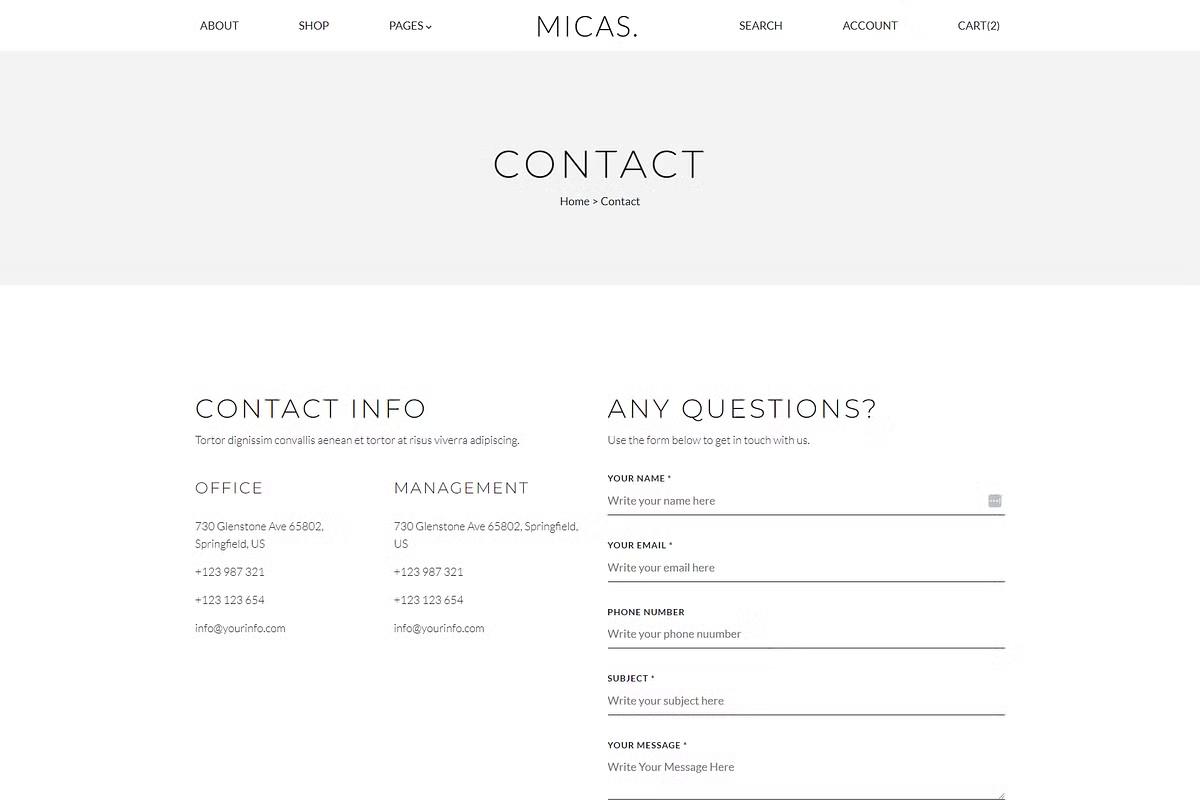 ABOUT SHOP PAGES MICAS. SEARCH ACCOUNT CART(2)
CONTACT
Home > Contact
CONTACT INFO
Tortor dignissim convallis aenean et tortor at risus viverra adipiscing.
OFFICE
730 Glenstone Ave 65802,
Springfield, US
+123 987 321
+123 123 654
info@yourinfo.com
MANAGEMENT
730 Glenstone Ave 65802, Springfield,
US
+123 987 321
+123 123 654
info@yourinfo.com
ANY QUESTIONS?
Use the form below to get in touch with us.
YOUR NAME *
Write your name here
YOUR EMAIL *
Write your email here
PHONE NUMBER
Write your phone nuumber
SUBJECT *
Write your subject here
YOUR MESSAGE *
Write Your Message Here